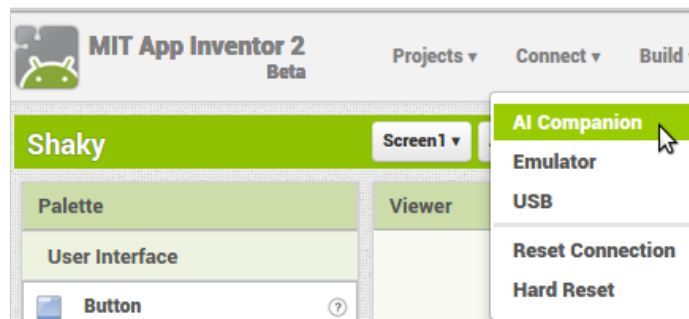 MIT App Inventor 2
Beta
Projects Connect Build
Shaky
Screen1
AI Companion
Emulator
USB
Reset Connection
Hard Reset
Palette
Viewer
User Interface
Button ?